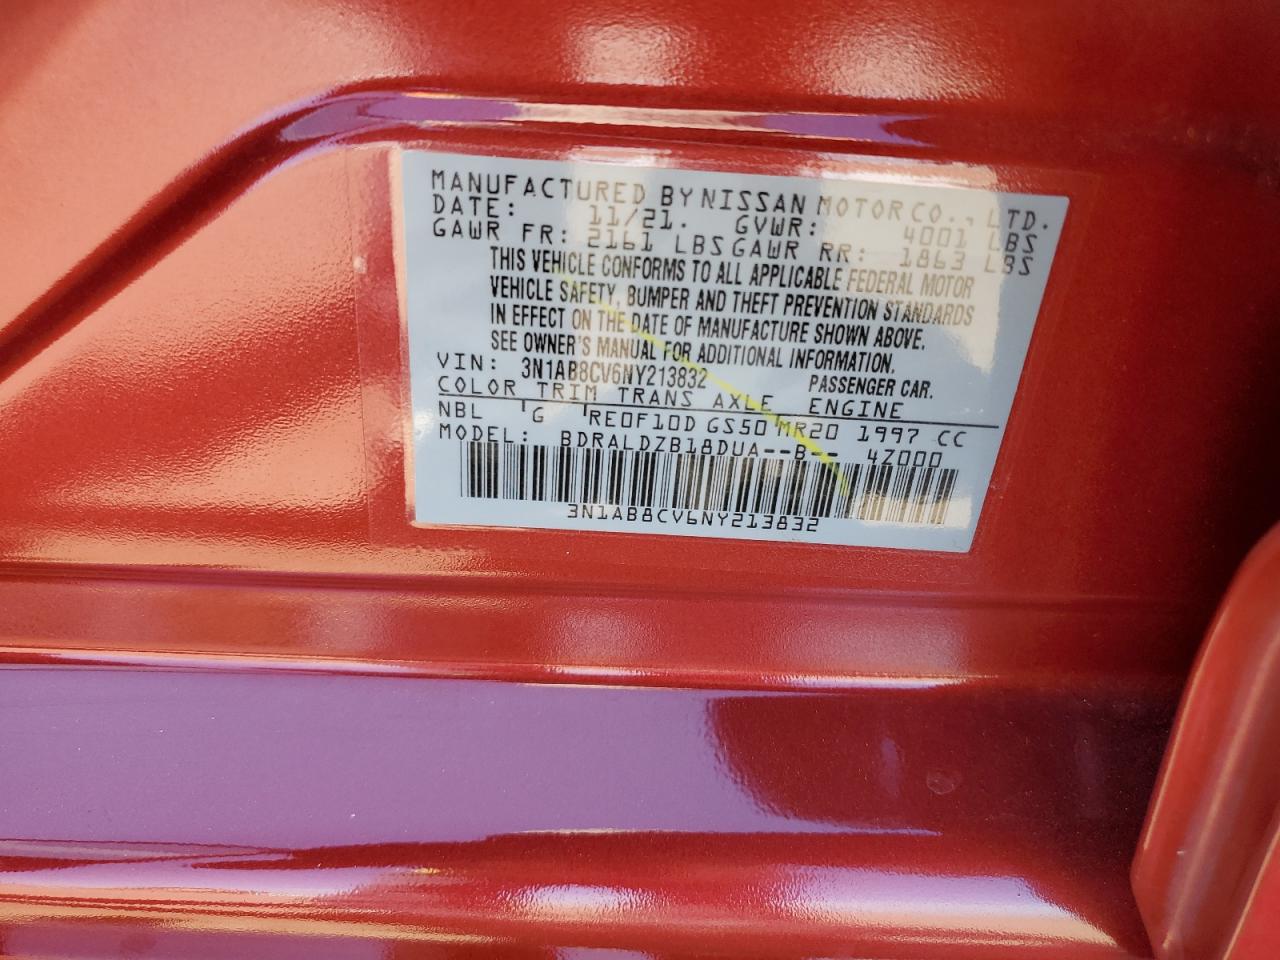 MANUFACTURED BY NISSAN MOTOR CO., LTD.
DATE: 11/21. GVWR: 4001 LBS
GAWR FR: 2161 LBS GAWR RR: 1863 LBS
THIS VEHICLE CONFORMS TO ALL APPLICABLE FEDERAL MOTOR
VEHICLE SAFETY, BUMPER AND THEFT PREVENTION STANDARDS
IN EFFECT ON THE DATE OF MANUFACTURE SHOWN ABOVE.
SEE OWNER'S MANUAL FOR ADDITIONAL INFORMATION.
VIN: 3N1AB8CV6NY213832 PASSENGER CAR.
COLOR TRIM TRANS AXLE ENGINE
NBL G RE0F10D GS50 MR20 1997 CC
MODEL: BDRALDZB18DUA--B-- 4Z000
3N1AB8CV6NY213832